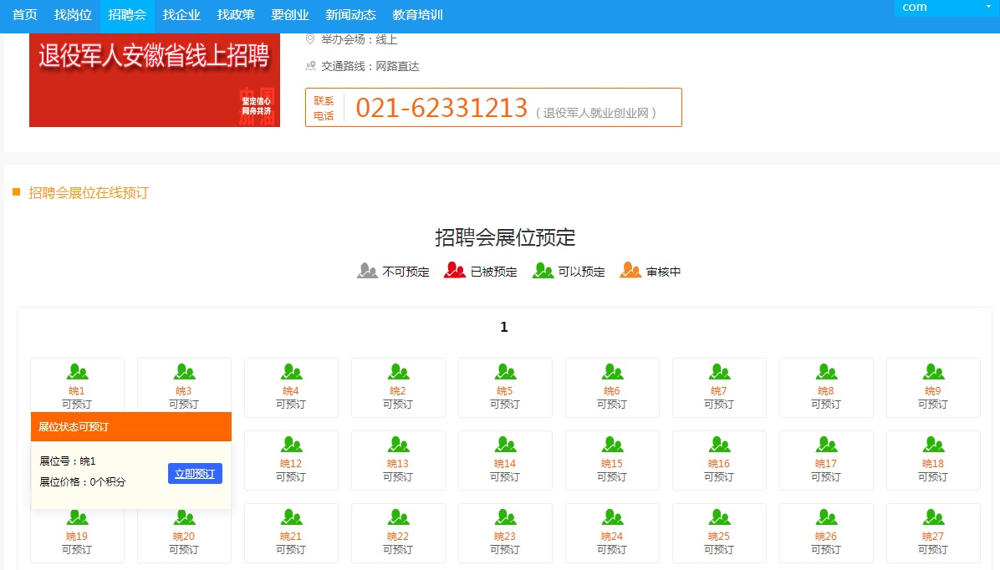 首页 找岗位 招聘会 找企业 找政策 要创业 新闻动态 教育培训 com
退役军人安徽省线上招聘
中国
坚定信心
同舟共济
加油
举办会场：线上
交通路线：网路直达
联系
电话
021-62331213（退役军人就业创业网）
招聘会展位在线预订
招聘会展位预定
不可预定 已被预定 可以预定 审核中
1
皖1 皖3 皖4 皖2 皖5 皖6 皖7 皖8 皖9
可预订 可预订 可预订 可预订 可预订 可预订 可预订 可预订 可预订
展位状态可预订
展位号：皖1
展位价格：0个积分
立即预订
皖12 皖13 皖14 皖15 皖16 皖17 皖18
可预订 可预订 可预订 可预订 可预订 可预订 可预订
皖19 皖20 皖21 皖22 皖23 皖24 皖25 皖26 皖27
可预订 可预订 可预订 可预订 可预订 可预订 可预订 可预订 可预订